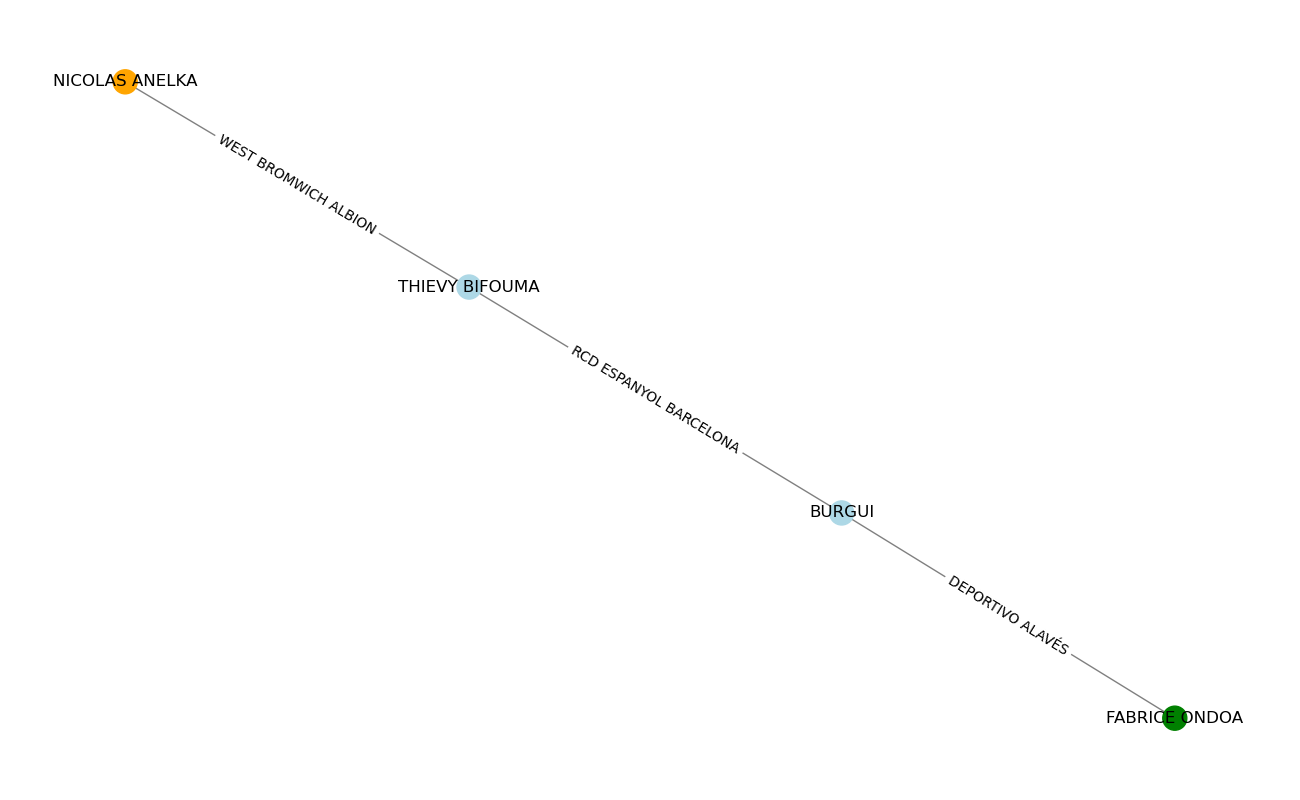 NICOLAS ANELKA
WEST BROMWICH ALBION
THIEVY BIFOUMA
RCD ESPANYOL BARCELONA
BURGUI
DEPORTIVO ALAVÉS
FABRICE ONDOA